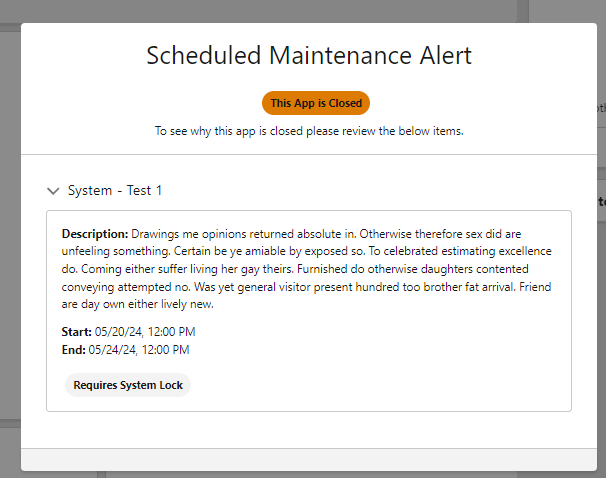 Scheduled Maintenance Alert
This App is Closed
To see why this app is closed please review the below items.
System - Test 1
Description: Drawings me opinions returned absolute in. Otherwise therefore sex did are
unfeeling something. Certain be ye amiable by exposed so. To celebrated estimating excellence
do. Coming either suffer living her gay theirs. Furnished do otherwise daughters contented
conveying attempted no. Was yet general visitor present hundred too brother fat arrival. Friend
are day own either lively new.
Start: 05/20/24, 12:00 PM
End: 05/24/24, 12:00 PM
Requires System Lock